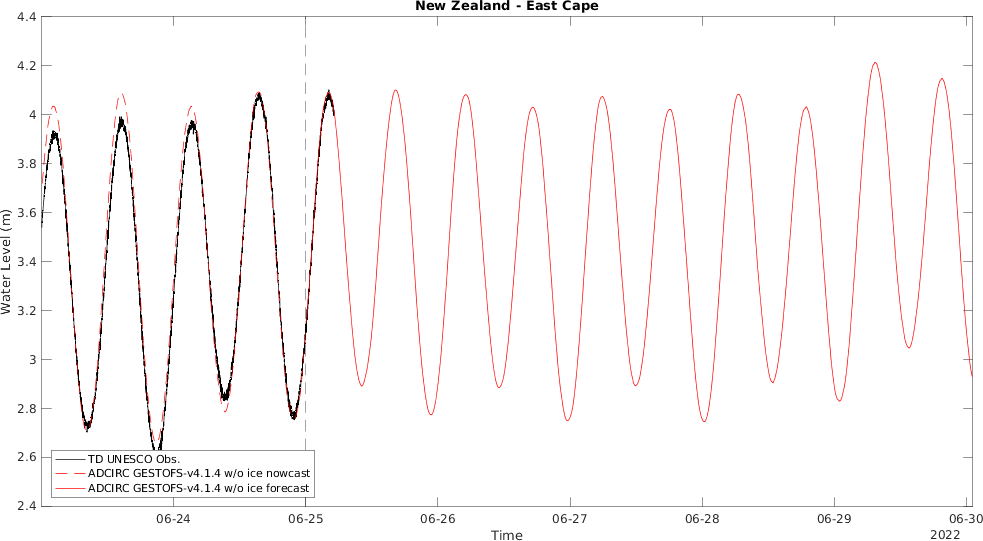 New Zealand - East Cape
4.4
4.2
4
3.8
3.6
3.4
3.2
3
2.8
2.6
2.4
Water Level (m)
TD UNESCO Obs.
ADCIRC GESTOFS-v4.1.4 w/o ice nowcast
ADCIRC GESTOFS-v4.1.4 w/o ice forecast
06-24 06-25 06-26 06-27 06-28 06-29 06-30
Time
2022